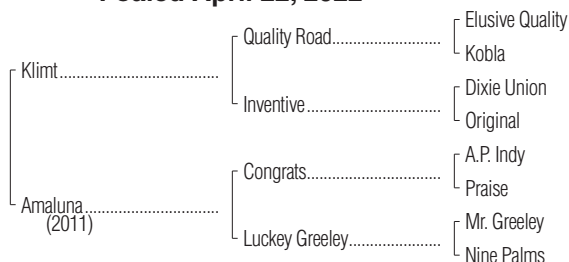 Foaled April 22, 2022
Elusive Quality
Quality Road
Kobla
Klimt
Dixie Union
Inventive
Original
A.P. Indy
Congrats
Praise
Amaluna
(2011)
Mr. Greeley
Luckey Greeley
Nine Palms